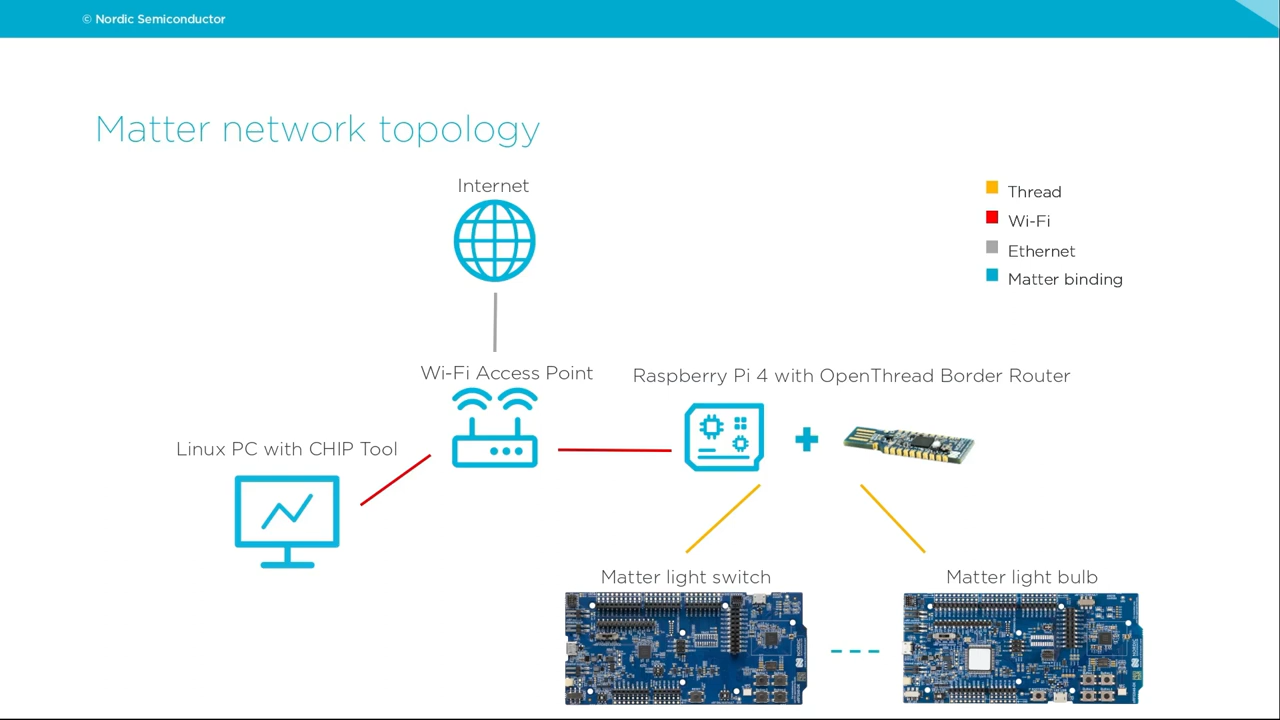 © Nordic Semiconductor
Matter network topology
Internet
Thread
Wi-Fi
Ethernet
Matter binding
Wi-Fi Access Point
Raspberry Pi 4 with OpenThread Border Router
Linux PC with CHIP Tool
Matter light switch
Matter light bulb